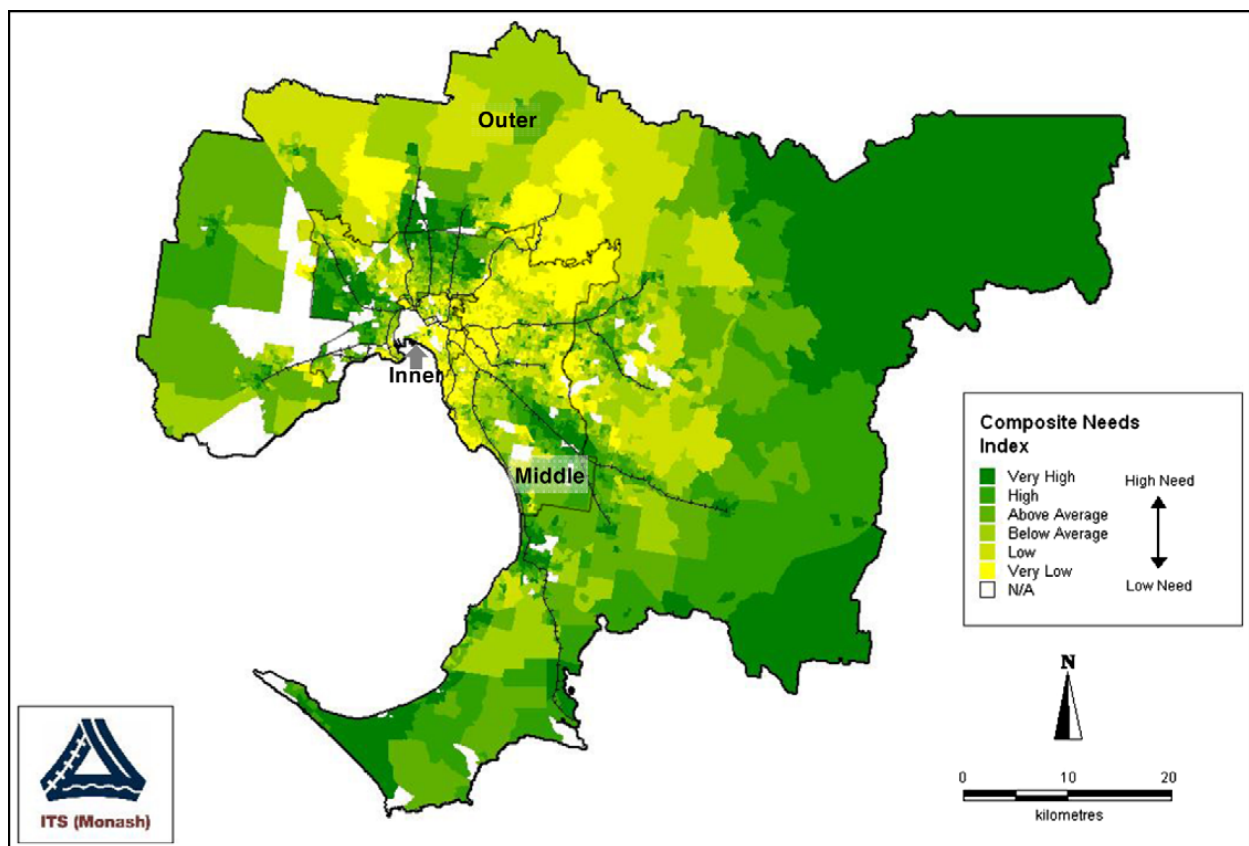 Outer
Inner
Middle
Composite Needs
Index
Very High
High
Above Average
Below Average
Low
Very Low
N/A
High Need
Low Need
N
0 10 20
kilometres
ITS (Monash)